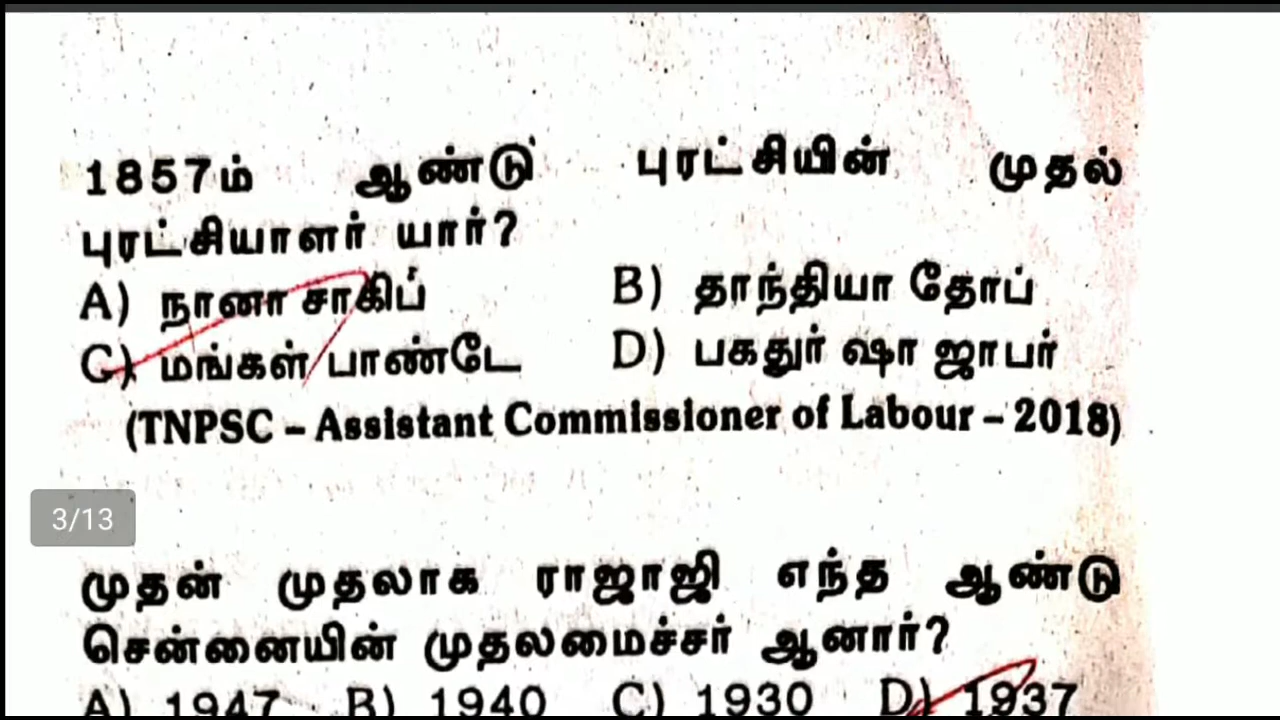 1857ம் ஆண்டு புரட்சியின் முதல்
புரட்சியாளர் யார்?
A) நானா சாகிப் B) தாந்தியா தோப்
C) மங்கள் பாண்டே D) பகதுர் ஷா ஜாபர்
(TNPSC – Assistant Commissioner of Labour – 2018)
3/13
முதன் முதலாக ராஜாஜி எந்த ஆண்டு
சென்னையின் முதலமைச்சர் ஆனார்?
A) 1947 B) 1940 C) 1930 D) 1937